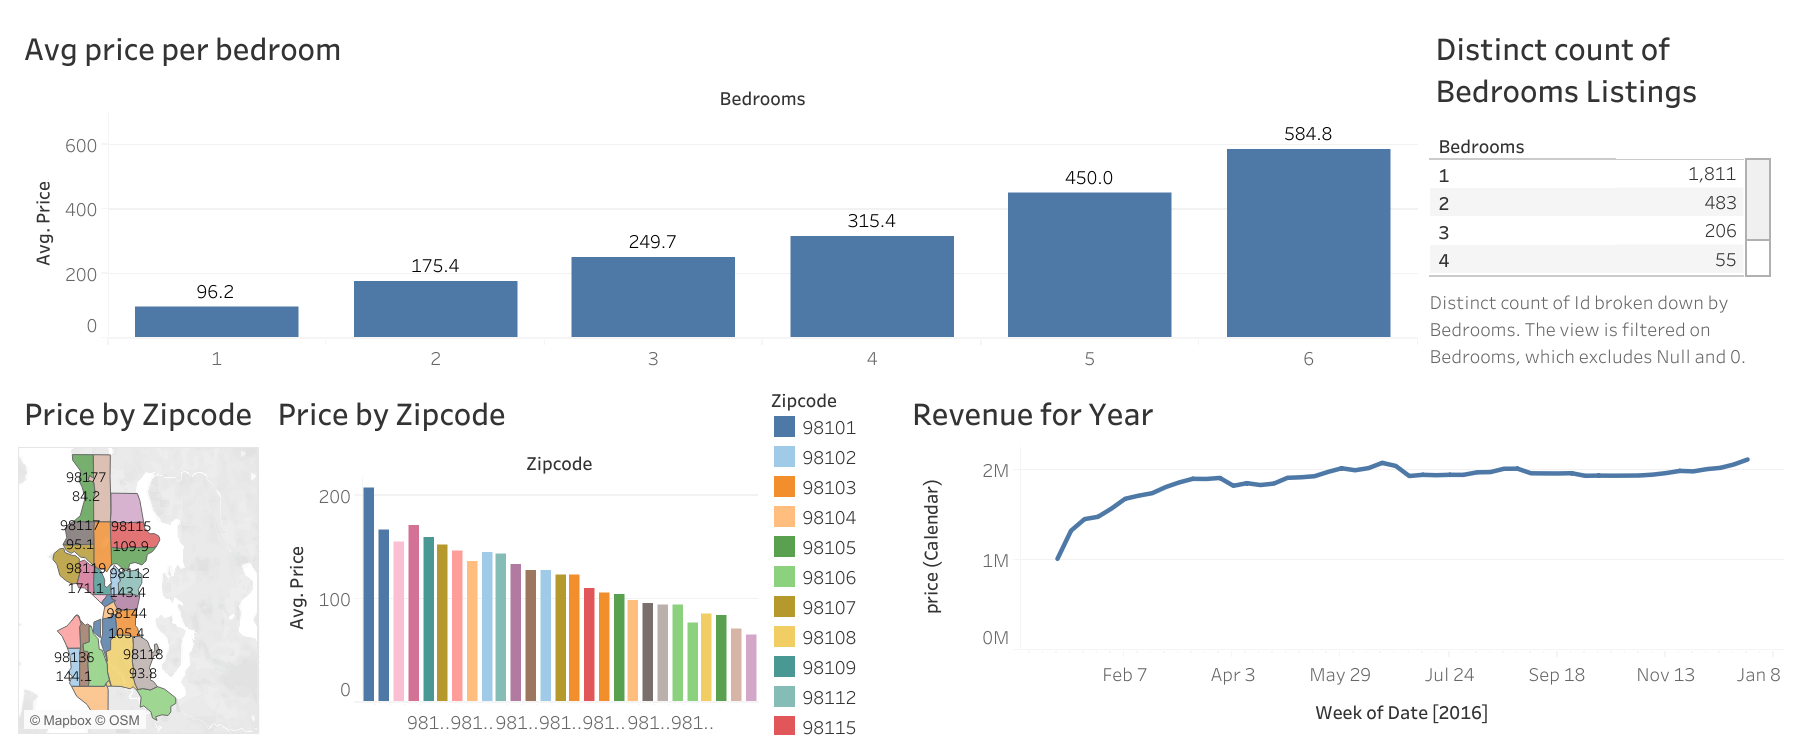 Avg price per bedroom
Bedrooms
Avg. Price
600
400
200
0
96.2
175.4
249.7
315.4
450.0
584.8
1
2
3
4
5
6
Distinct count of
Bedrooms Listings
Bedrooms
1 1,811
2 483
3 206
4 55
Distinct count of Id broken down by
Bedrooms. The view is filtered on
Bedrooms, which excludes Null and 0.
Price by Zipcode
98177
84.2
98117
95.1
98115
109.9
98119
171.1
98112
143.4
98144
105.4
98136
144.1
98118
93.8
© Mapbox © OSM
Price by Zipcode
Zipcode
Avg. Price
200
100
0
981.. 981.. 981.. 981.. 981.. 981.. 981..
Zipcode
98101
98102
98103
98104
98105
98106
98107
98108
98109
98112
98115
Revenue for Year
price (Calendar)
2M
1M
0M
Feb 7
Apr 3
May 29
Jul 24
Sep 18
Nov 13
Jan 8
Week of Date [2016]